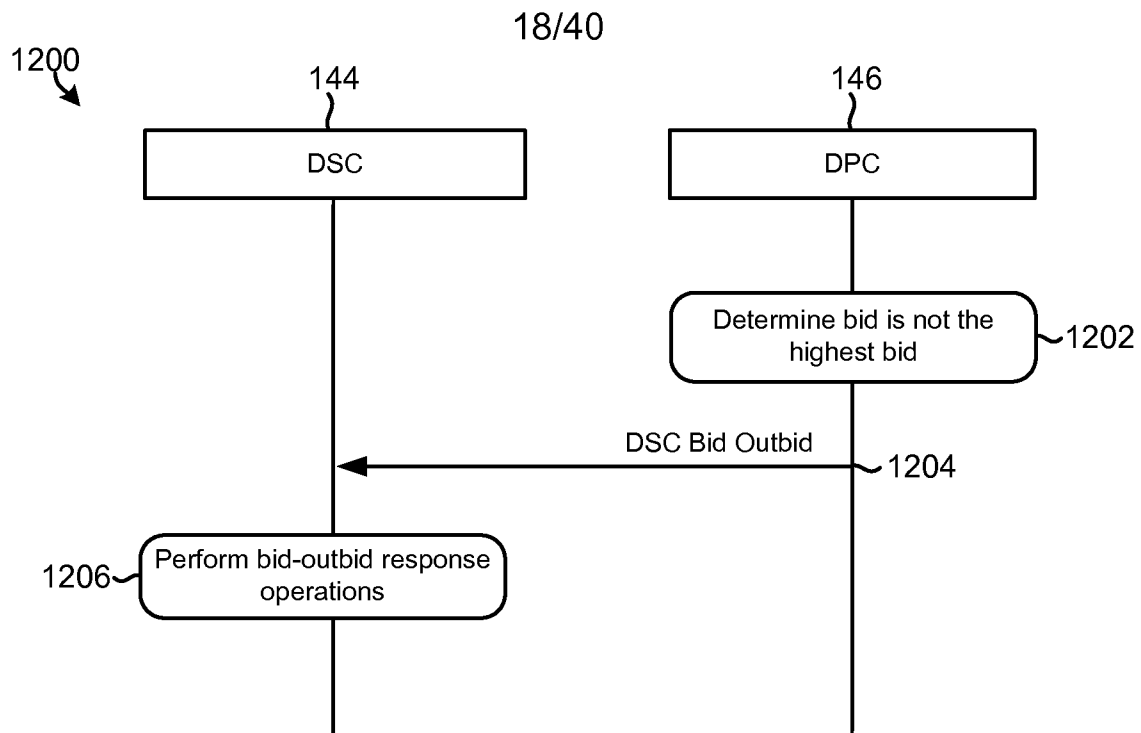 18/40
1200
144
146
DSC
DPC
Determine bid is not the
highest bid
1202
DSC Bid Outbid
1204
Perform bid-outbid response
operations
1206